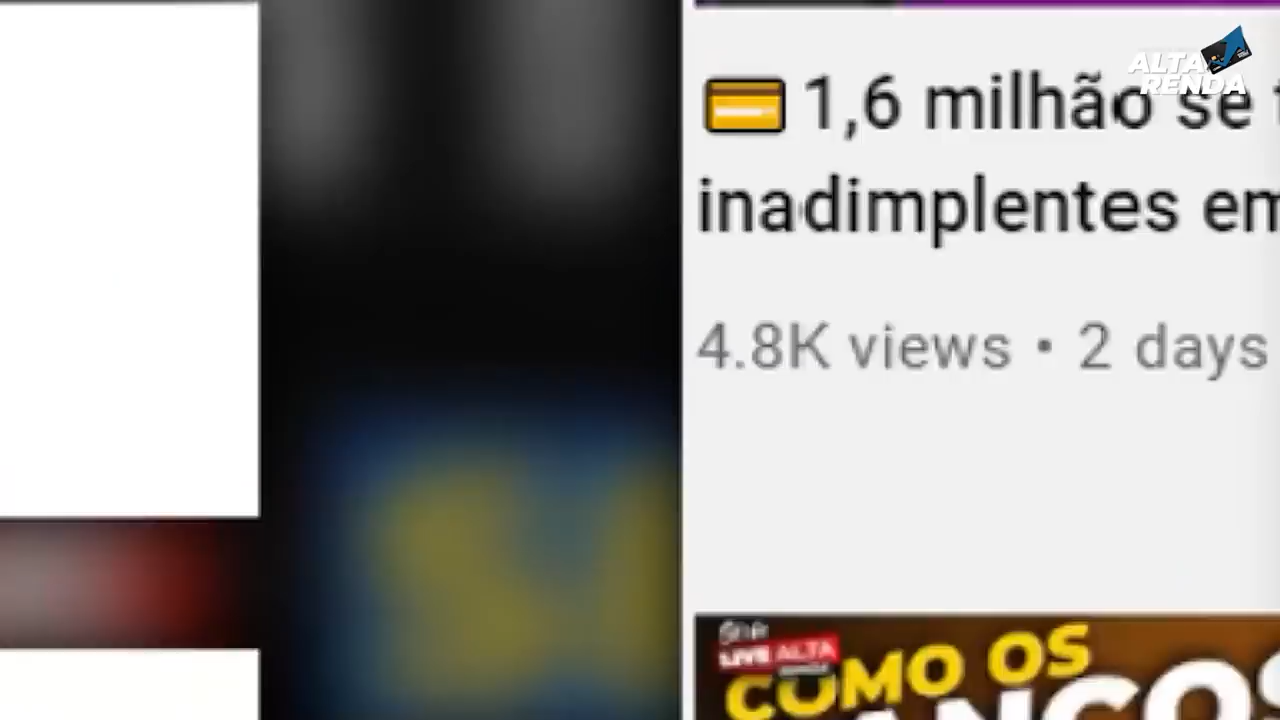 ALTA
RENDA
1,6 milhão se
inadimplentes em
4.8K views • 2 days
LIVE ALTA
COMO OS